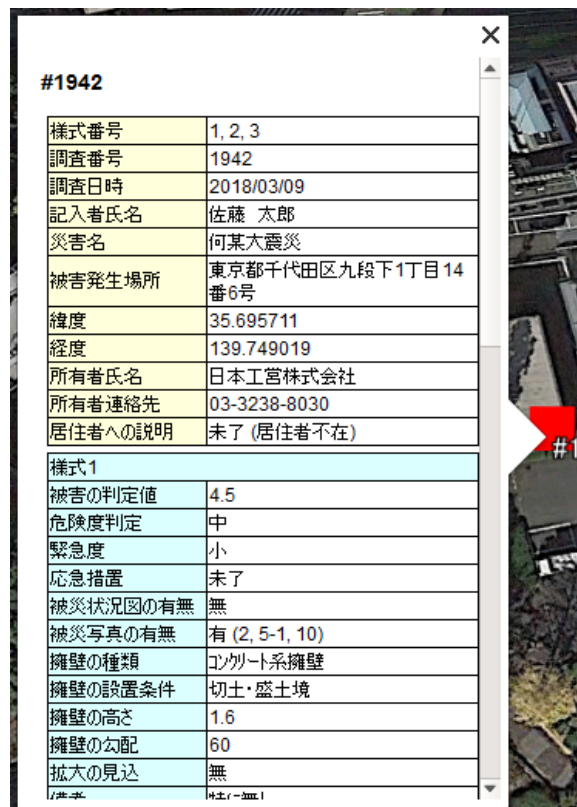 #1942
様式番号 1, 2, 3
調査番号 1942
調査日時 2018/03/09
記入者氏名 佐藤 太郎
災害名 何某大震災
被害発生場所 東京都千代田区九段下1丁目14
番6号
緯度 35.695711
経度 139.749019
所有者氏名 日本工営株式会社
所有者連絡先 03-3238-8030
居住者への説明 未了 (居住者不在)
様式1
被害の判定値 4.5
危険度判定 中
緊急度 小
応急措置 未了
被災状況図の有無 無
被災写真の有無 有 (2, 5-1, 10)
擁壁の種類 コンクリート系擁壁
擁壁の設置条件 切土・盛土境
擁壁の高さ 1.6
擁壁の勾配 60
拡大の見込 無
#1